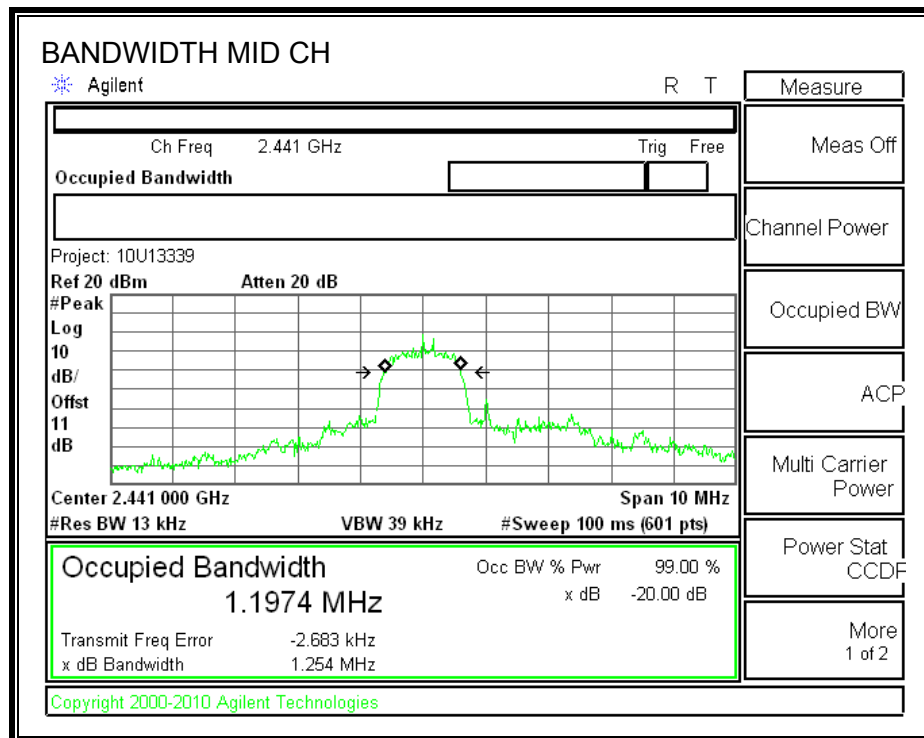 BANDWIDTH MID CH
Agilent R T
Measure
Ch Freq 2.441 GHz Trig Free
Occupied Bandwidth
Meas Off
Channel Power
Occupied BW
ACP
Multi Carrier
Power
Power Stat
CCDF
More
1 of 2
Project: 10U13339
Ref 20 dBm Atten 20 dB
#Peak
Log
10
dB/
Offst
11
dB
Center 2.441 000 GHz Span 10 MHz
#Res BW 13 kHz VBW 39 kHz #Sweep 100 ms (601 pts)
Occupied Bandwidth Occ BW % Pwr 99.00 %
1.1974 MHz x dB -20.00 dB
Transmit Freq Error -2.683 kHz
x dB Bandwidth 1.254 MHz
Copyright 2000-2010 Agilent Technologies